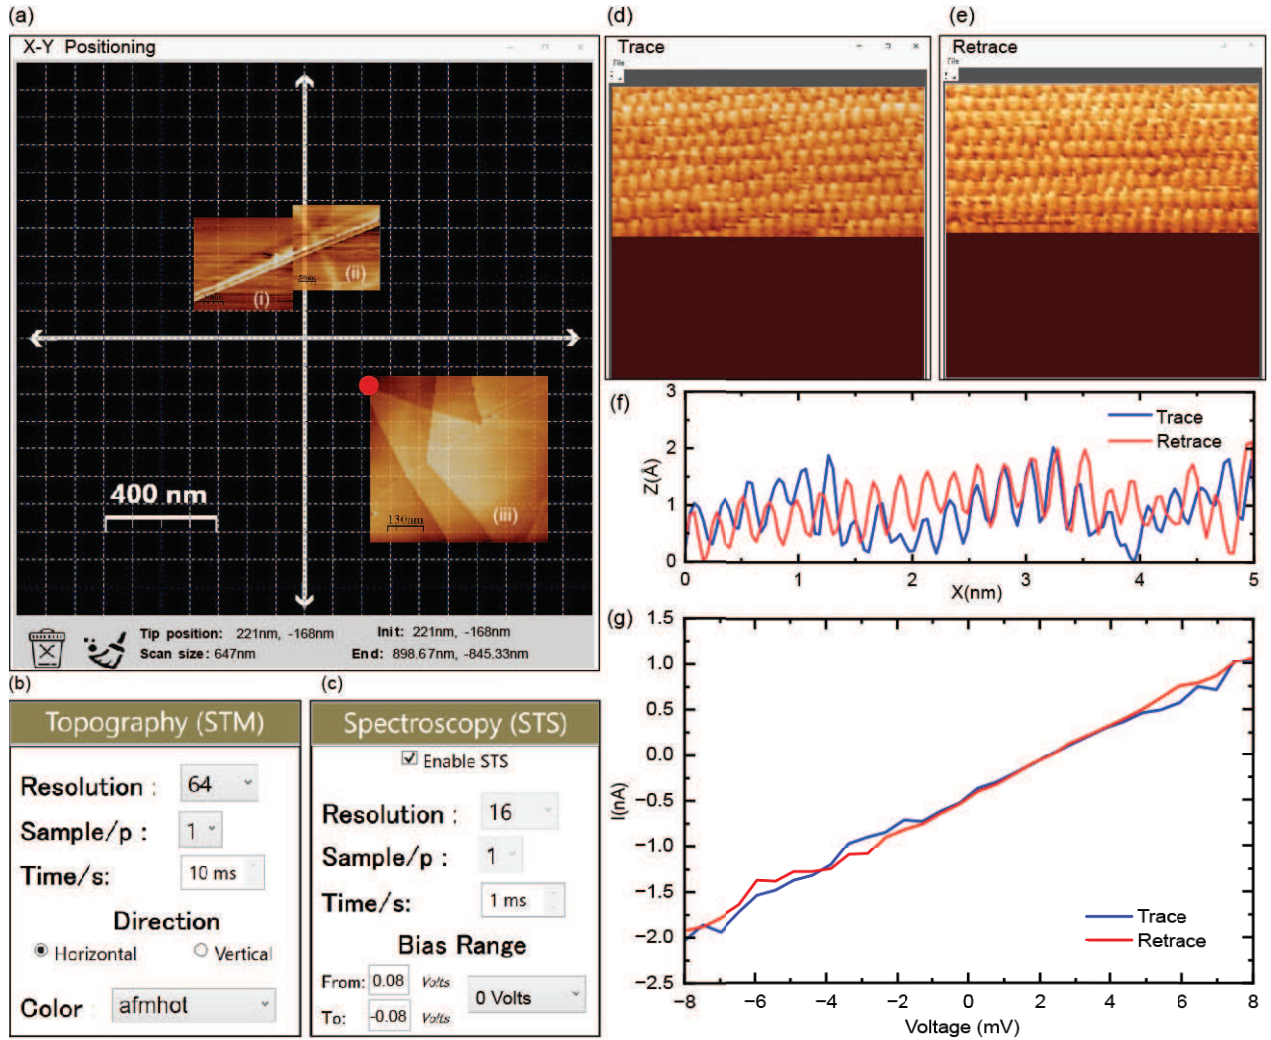 (a)
X-Y Positioning
(i)
50nm
(ii)
400 nm
130nm
(iii)
Tip position: 221nm, -168nm
Init: 221nm, -168nm
Scan size: 647nm
End: 898.67nm, -845.33nm
(b)
Topography (STM)
Resolution :
64
Sample/p :
1
Time/s:
10 ms
Direction
Horizontal
Vertical
Color
afmhot
(c)
Spectroscopy (STS)
Enable STS
Resolution :
16
Sample/p :
1
Time/s:
1 ms
Bias Range
From: 0.08 Volts
0 Volts
To: -0.08 Volts
(d)
Trace
File
(e)
Retrace
File
(f)
3
2
1
0
Z(Å)
Trace
Retrace
0 1 2 3 4 5
X(nm)
(g)
1.5
1.0
0.5
0.0
−0.5
−1.0
−1.5
−2.0
−2.5
I(nA)
Trace
Retrace
−8 −6 −4 −2 0 2 4 6 8
Voltage (mV)